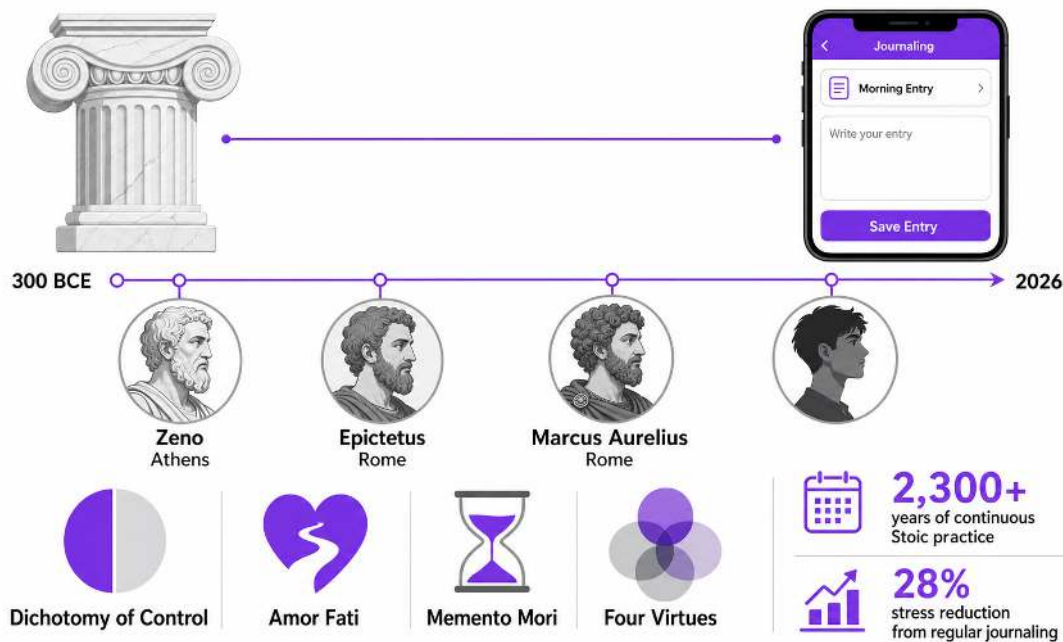 Journaling
Morning Entry
Write your entry
Save Entry
300 BCE
2026
Zeno
Athens
Epictetus
Rome
Marcus Aurelius
Rome
Dichotomy of Control
Amor Fati
Memento Mori
Four Virtues
2,300+
years of continuous
Stoic practice
28%
stress reduction
from regular journaling